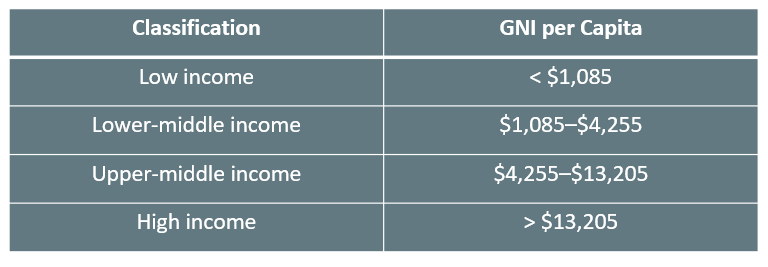 Classification GNI per Capita
Low income < $1,085
Lower-middle income $1,085–$4,255
Upper-middle income $4,255–$13,205
High income > $13,205